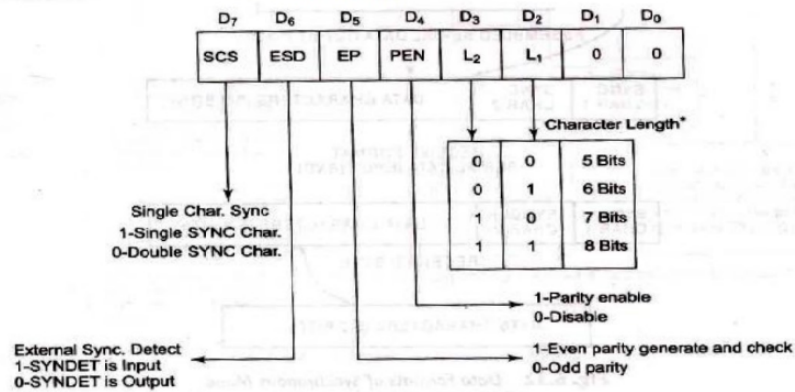 D7 D6 D5 D4 D3 D2 D1 D0
SCS ESD EP PEN L2 L1 0 0
Character Length*
0 0 5 Bits
0 1 6 Bits
1 0 7 Bits
1 1 8 Bits
Single Char. Sync
1-Single SYNC Char.
0-Double SYNC Char.
1-Parity enable
0-Disable
External Sync. Detect
1-SYNDET is Input
0-SYNDET is Output
1-Even parity generate and check
0-Odd parity